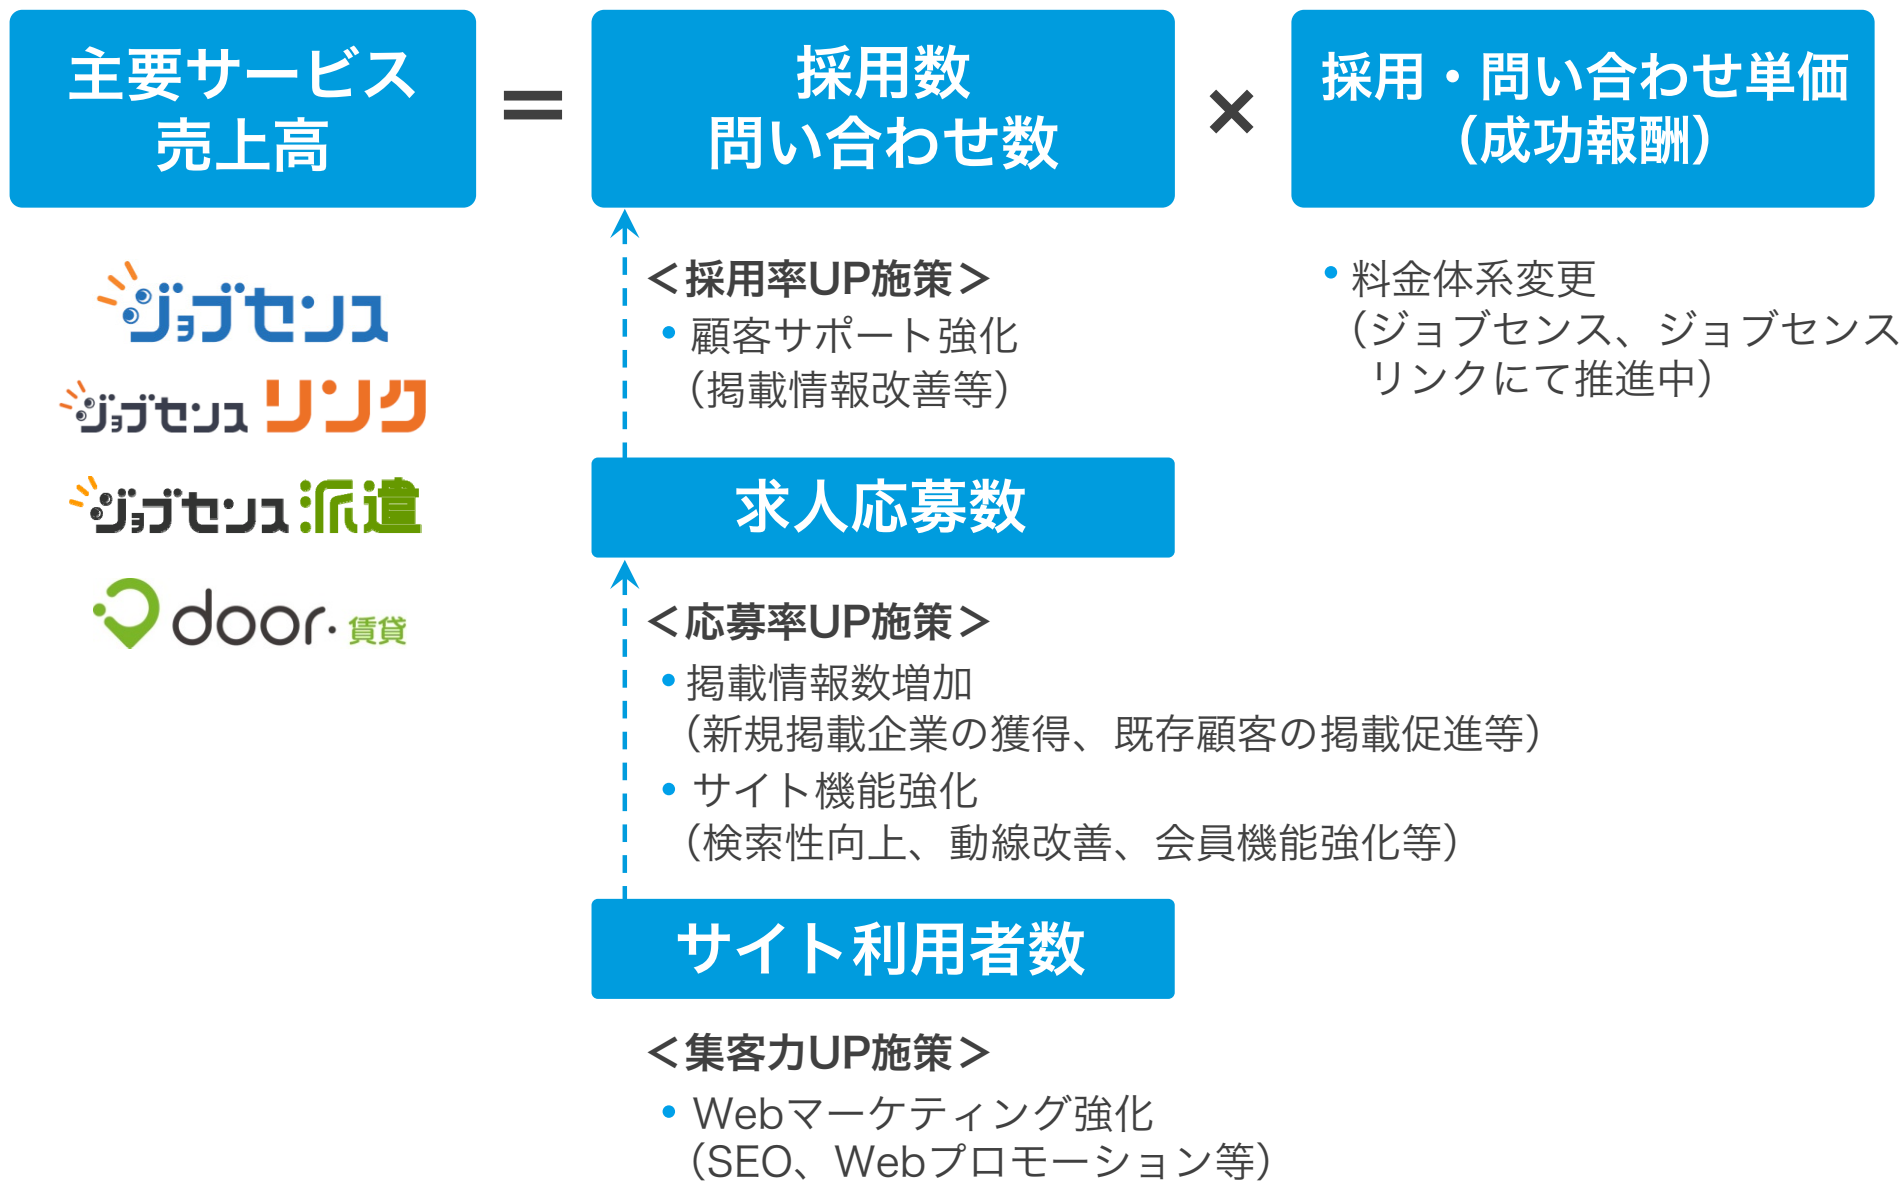 主要サービス
売上高
＝
採用数
問い合わせ数
×
採用・問い合わせ単価
（成功報酬）
ジョブセンス
ジョブセンス リンク
ジョブセンス 派遣
door. 賃貸
＜採用率UP施策＞
• 顧客サポート強化
（掲載情報改善等）
求人応募数
＜応募率UP施策＞
• 掲載情報数増加
（新規掲載企業の獲得、既存顧客の掲載促進等）
• サイト機能強化
（検索性向上、動線改善、会員機能強化等）
サイト利用者数
＜集客力UP施策＞
• Webマーケティング強化
（SEO、Webプロモーション等）
• 料金体系変更
（ジョブセンス、ジョブセンス
リンクにて推進中）